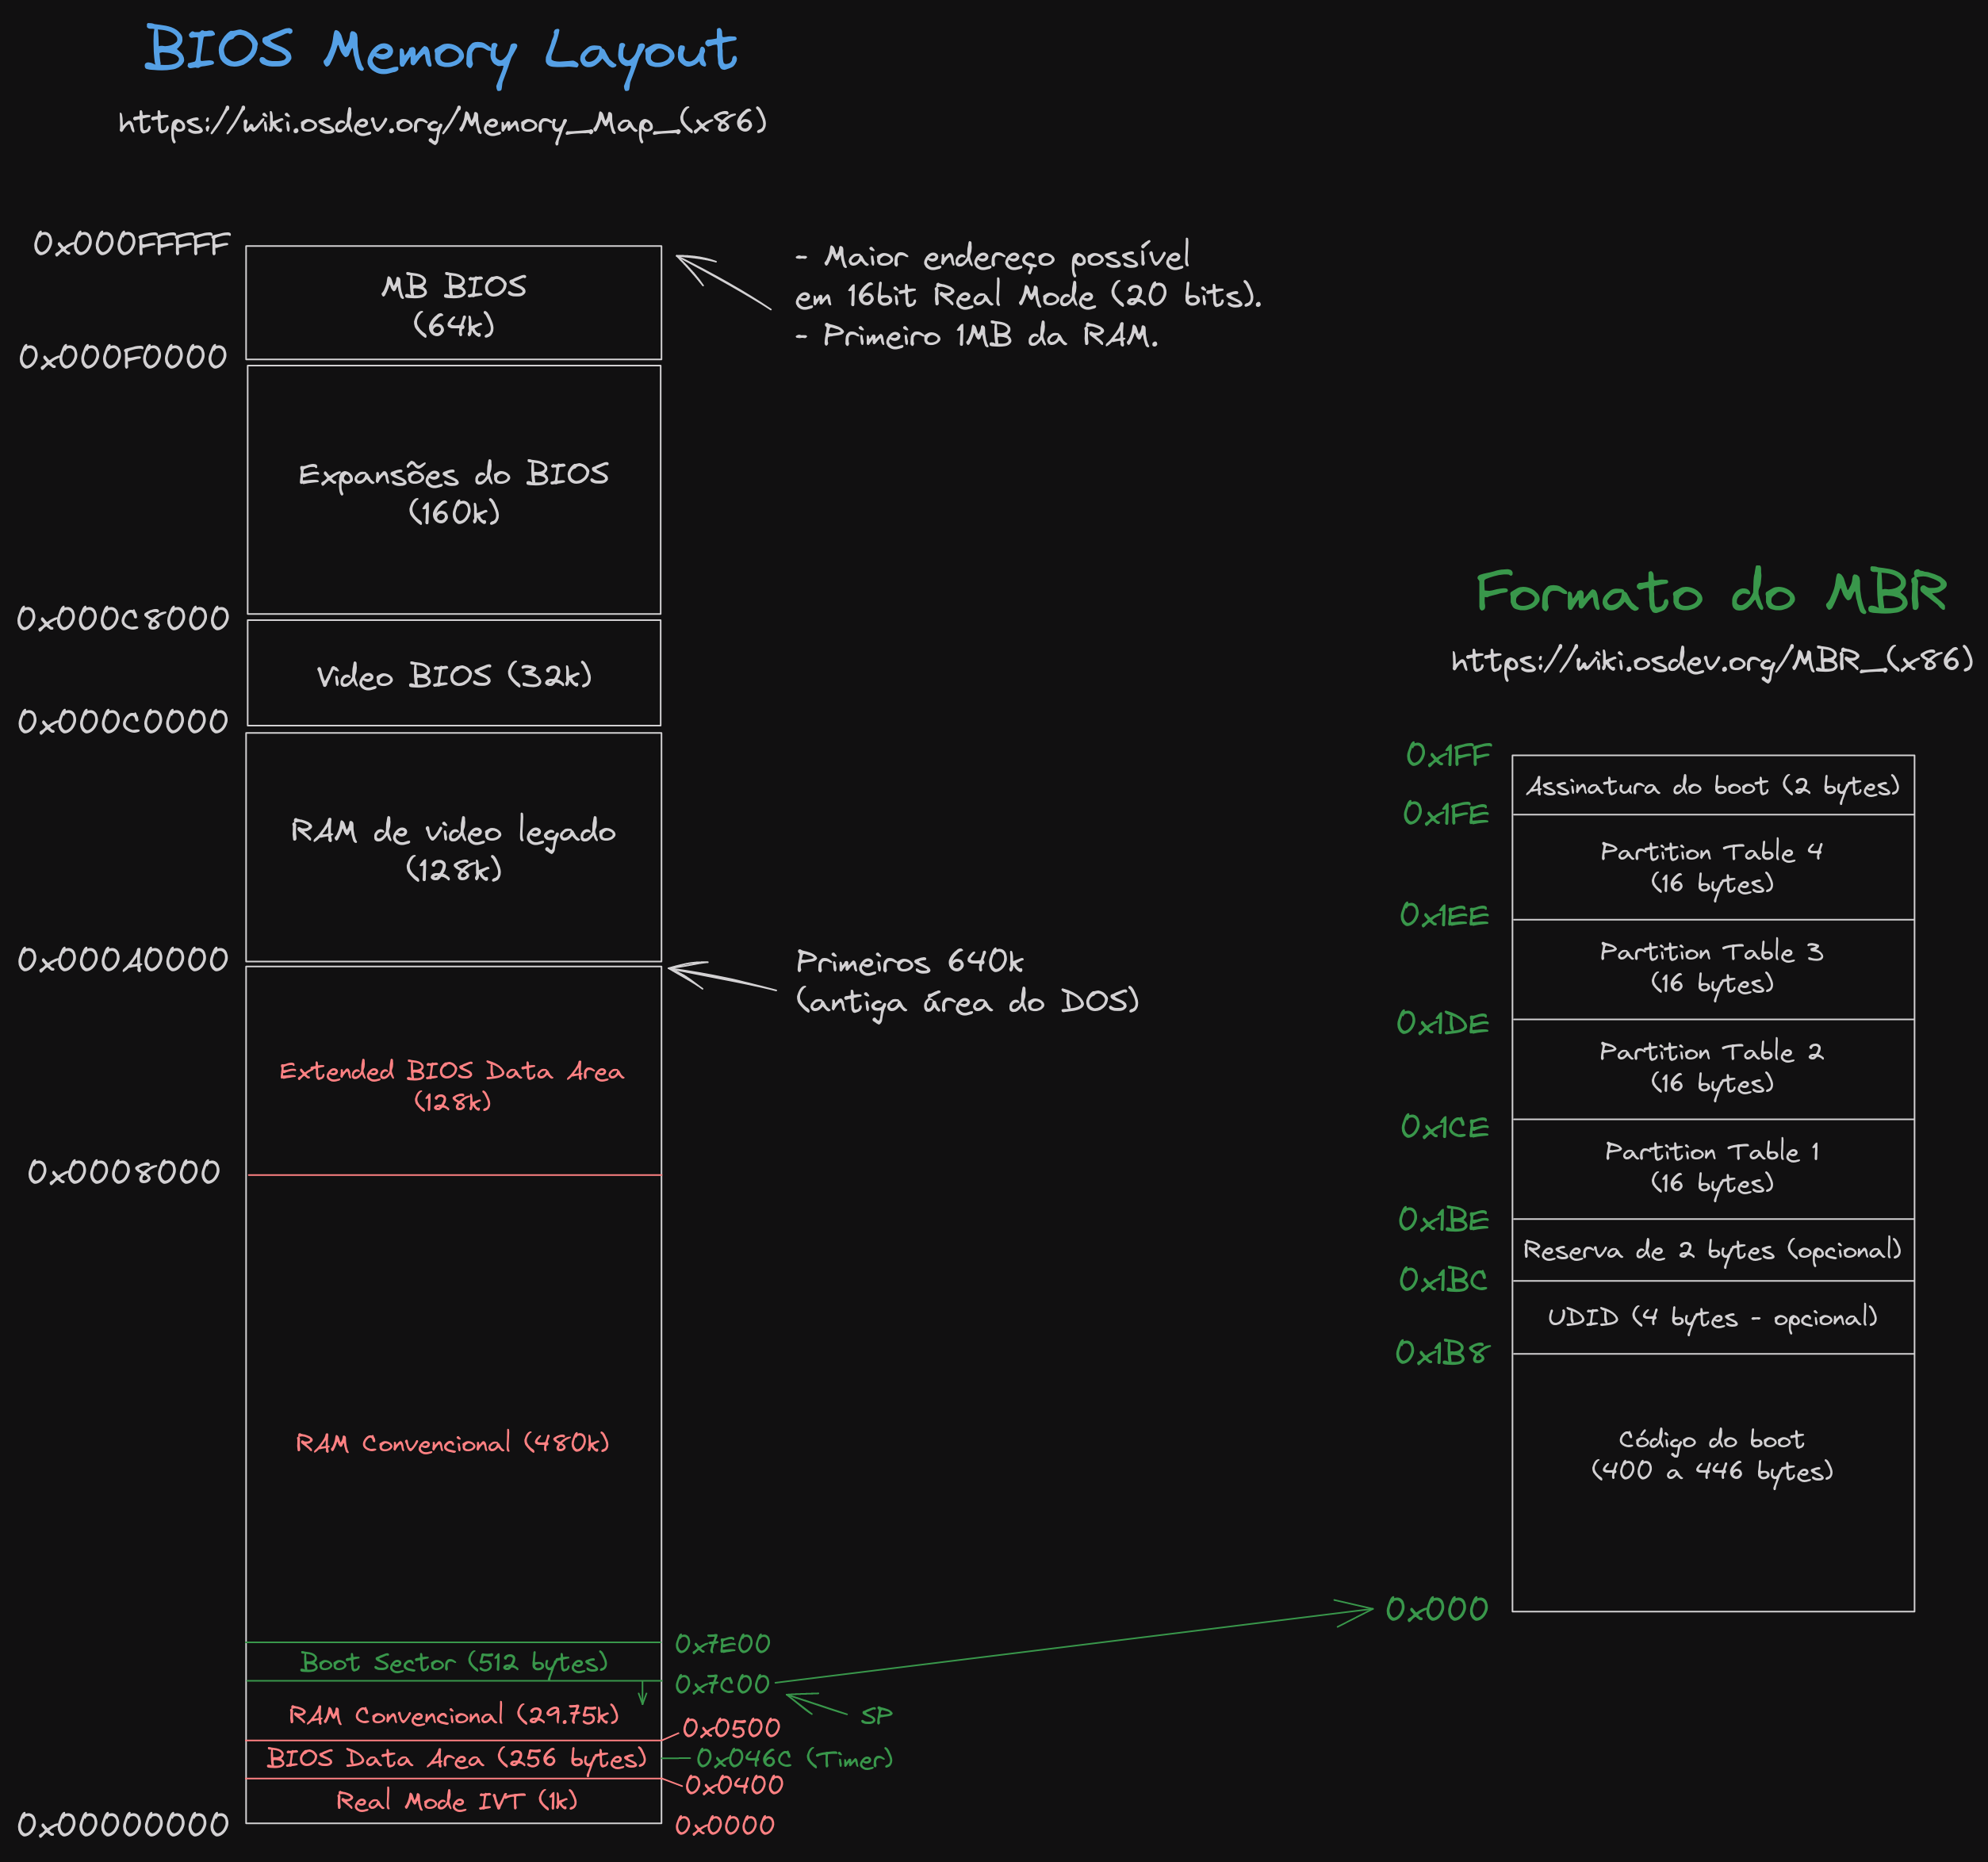 BIOS Memory Layout
https://wiki.osdev.org/Memory_Map_(x86)
0x000FFFFF
MB BIOS
(64k)
- Maior endereço possível
em 16bit Real Mode (20 bits).
- Primeiro 1MB da RAM.
0x000F0000
Expansões do BIOS
(160k)
0x000C8000
Video BIOS (32k)
0x000C0000
RAM de video legado
(128k)
0x000A0000
Primeiros 640k
(antiga área do DOS)
Extended BIOS Data Area
(128k)
0x0008000
RAM Convencional (480k)
0x7E00
Boot Sector (512 bytes)
0x7C00
SP
RAM Convencional (29.75k)
0x0500
BIOS Data Area (256 bytes)
0x046C (Timer)
0x0400
Real Mode IVT (1k)
0x00000000
0x0000
Formato do MBR
https://wiki.osdev.org/MBR_(x86)
0x1FF
Assinatura do boot (2 bytes)
0x1FE
Partition Table 4
(16 bytes)
0x1EE
Partition Table 3
(16 bytes)
0x1DE
Partition Table 2
(16 bytes)
0x1CE
Partition Table 1
(16 bytes)
0x1BE
Reserva de 2 bytes (opcional)
0x1BC
UDID (4 bytes - opcional)
0x1B8
Código do boot
(400 a 446 bytes)
0x000